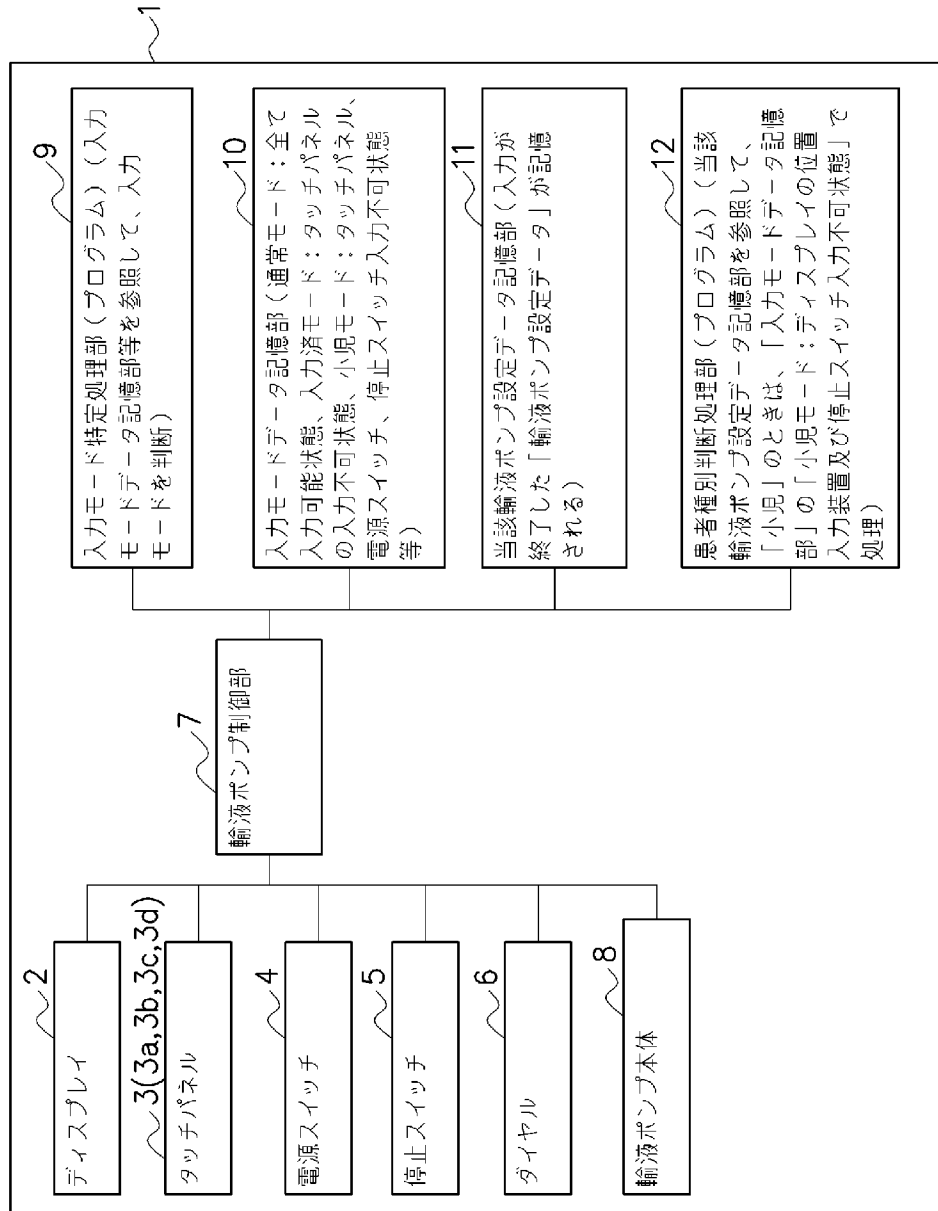 1
2
ディスプレイ
3(3a,3b,3c,3d)
タッチパネル
4
電源スイッチ
5
停止スイッチ
6
ダイヤル
8
輸液ポンプ本体
7
輸液ポンプ制御部
9
入力モード特定処理部(プログラム)(入力
モードデータ記憶部等を参照して、入力
モードを判断)
10
入力モードデータ記憶部(通常モード:全て
入力可能状態、入力済モード:タッチパネル
の入力不可状態、小児モード:タッチパネル、
電源スイッチ、停止スイッチ入力不可状態
等)
11
当該輸液ポンプ設定データ記憶部(入力が
終了した「輸液ポンプ設定データ」が記憶
される)
12
患者種別判断処理部(プログラム)(当該
輸液ポンプ設定データ記憶部を参照して、
「小児」のときは、「入力モードデータ記憶
部」の「小児モード:ディスプレイの位置
入力装置及び停止スイッチ入力不可状態」で
処理)